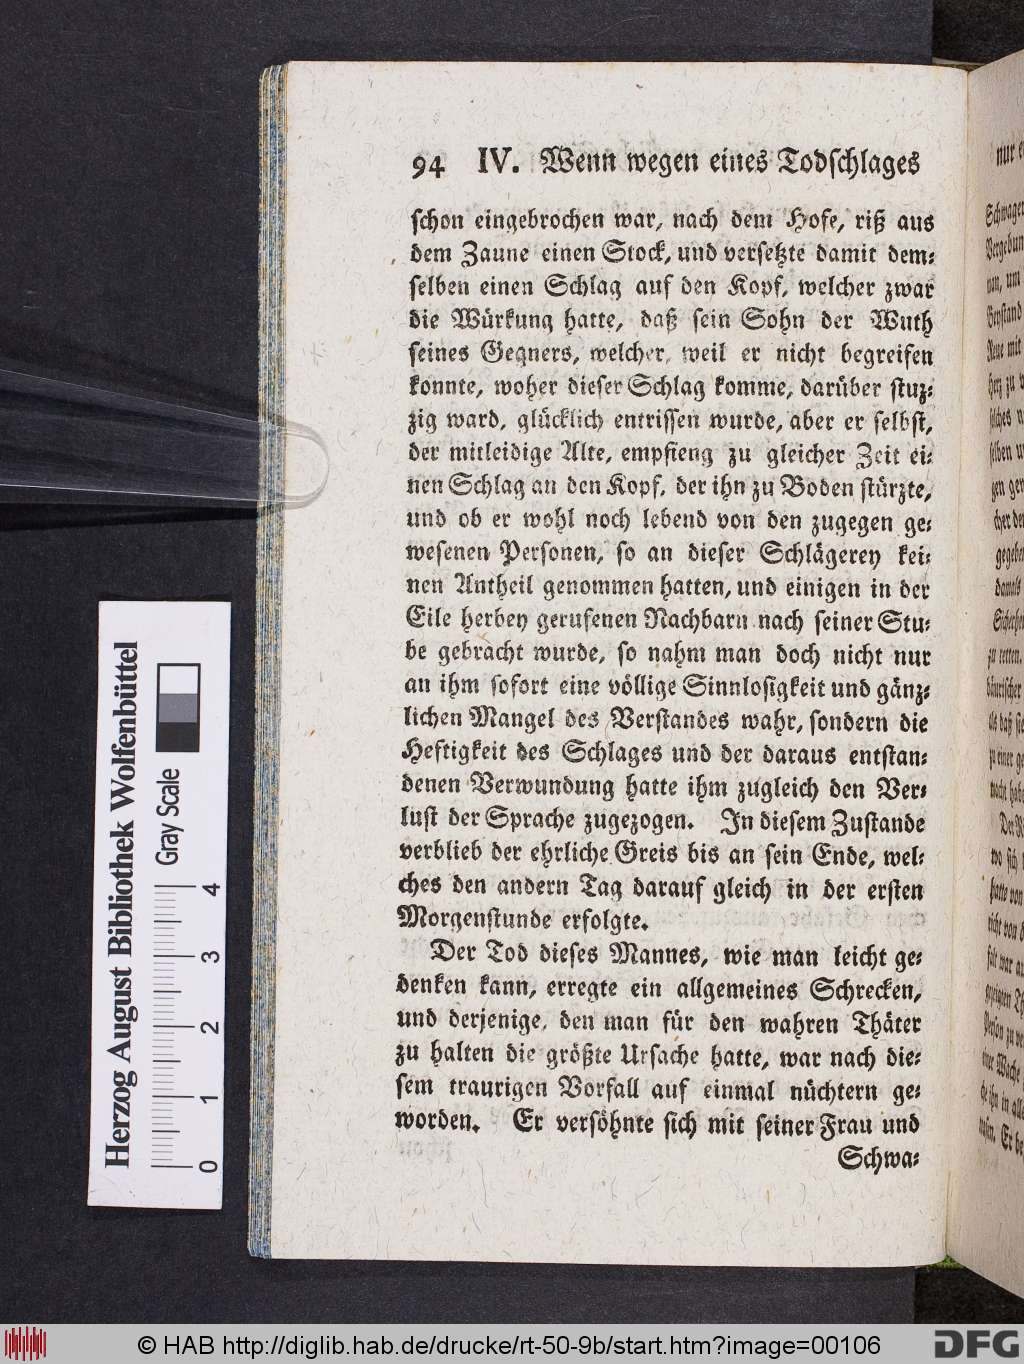 94 IV. Wenn wegen eines Todschlages
schon eingebrochen war, nach dem Hofe, riß aus
dem Zaune einen Stock, und versetzte damit dem⸗
selben einen Schlag auf den Kopf, welcher zwar
die Würkung hatte, daß sein Sohn der Wuth
seines Gegners, welcher, weil er nicht begreifen
konnte, woher dieser Schlag komme, darüber stuz⸗
zig ward, glücklich entrissen wurde, aber er selbst,
der mitleidige Alte, empfieng zu gleicher Zeit ei⸗
nen Schlag an den Kopf, der ihn zu Boden stürzte,
und ob er wohl noch lebend von den zugegen ge⸗
wesenen Personen, so an dieser Schlägerey kei⸗
nen Antheil genommen hatten, und einigen in der
Eile herbey gerufenen Nachbarn nach seiner Stu⸗
be gebracht wurde, so nahm man doch nicht nur
an ihm sofort eine völlige Sinnlosigkeit und gänz⸗
lichen Mangel des Verstandes wahr, sondern die
Heftigkeit des Schlages und der daraus entstan⸗
denen Verwundung hatte ihm zugleich den Ver⸗
lust der Sprache zugezogen. In diesem Zustande
verblieb der ehrliche Greis bis an sein Ende, wel⸗
ches den andern Tag darauf gleich in der ersten
Morgenstunde erfolgte.
Der Tod dieses Mannes, wie man leicht ge⸗
denken kann, erregte ein allgemeines Schrecken,
und derjenige, den man für den wahren Thäter
zu halten die größte Ursache hatte, war nach die⸗
sem traurigen Vorfall auf einmal nüchtern ge⸗
worden. Er versöhnte sich mit seiner Frau und
Schwa⸗
nur
Schwager
Beystand
Reue mit
zu retten.
Herzog August Bibliothek Wolfenbüttel
Gray Scale
0 1 2 3 4
© HAB http://diglib.hab.de/drucke/rt-50-9b/start.htm?image=00106
DFG